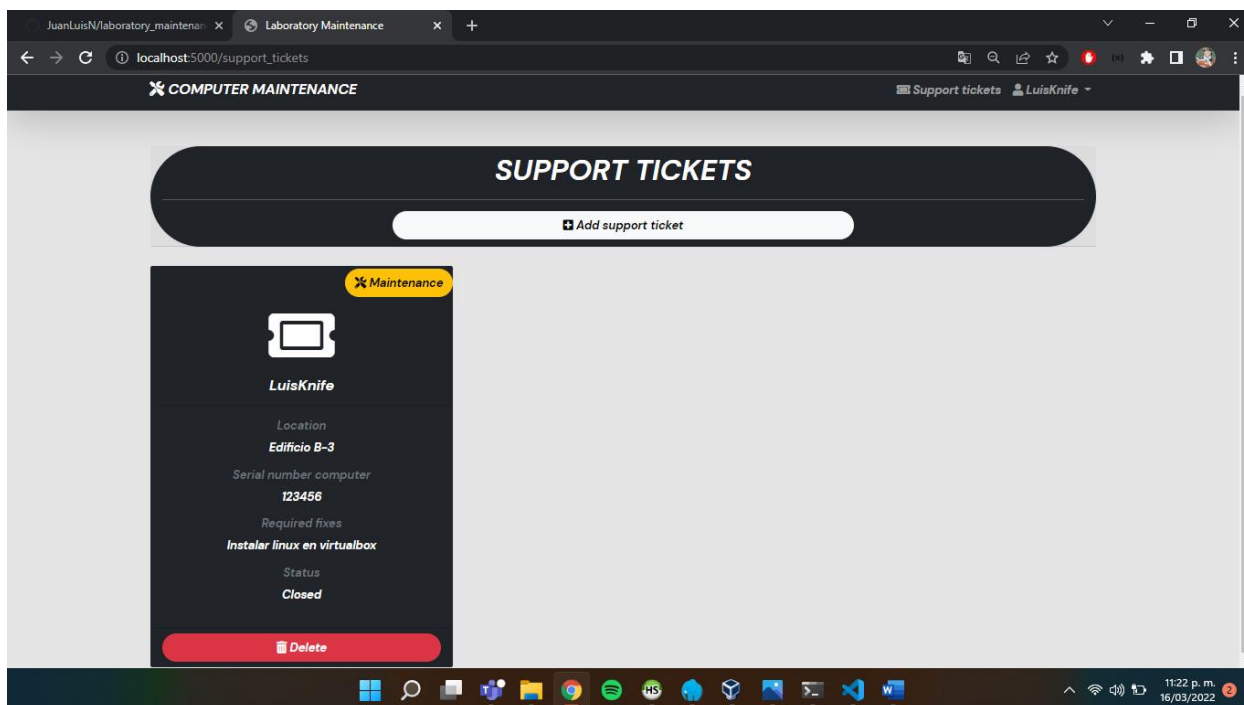 JuanLuisN/laboratory_maintenan
Laboratory Maintenance
localhost:5000/support_tickets
COMPUTER MAINTENANCE
Support tickets
LuisKnife
SUPPORT TICKETS
Add support ticket
Maintenance
LuisKnife
Location
Edificio B-3
Serial number computer
123456
Required fixes
Instalar linux en virtualbox
Status
Closed
Delete
HS
11:22 p. m.
16/03/2022
2